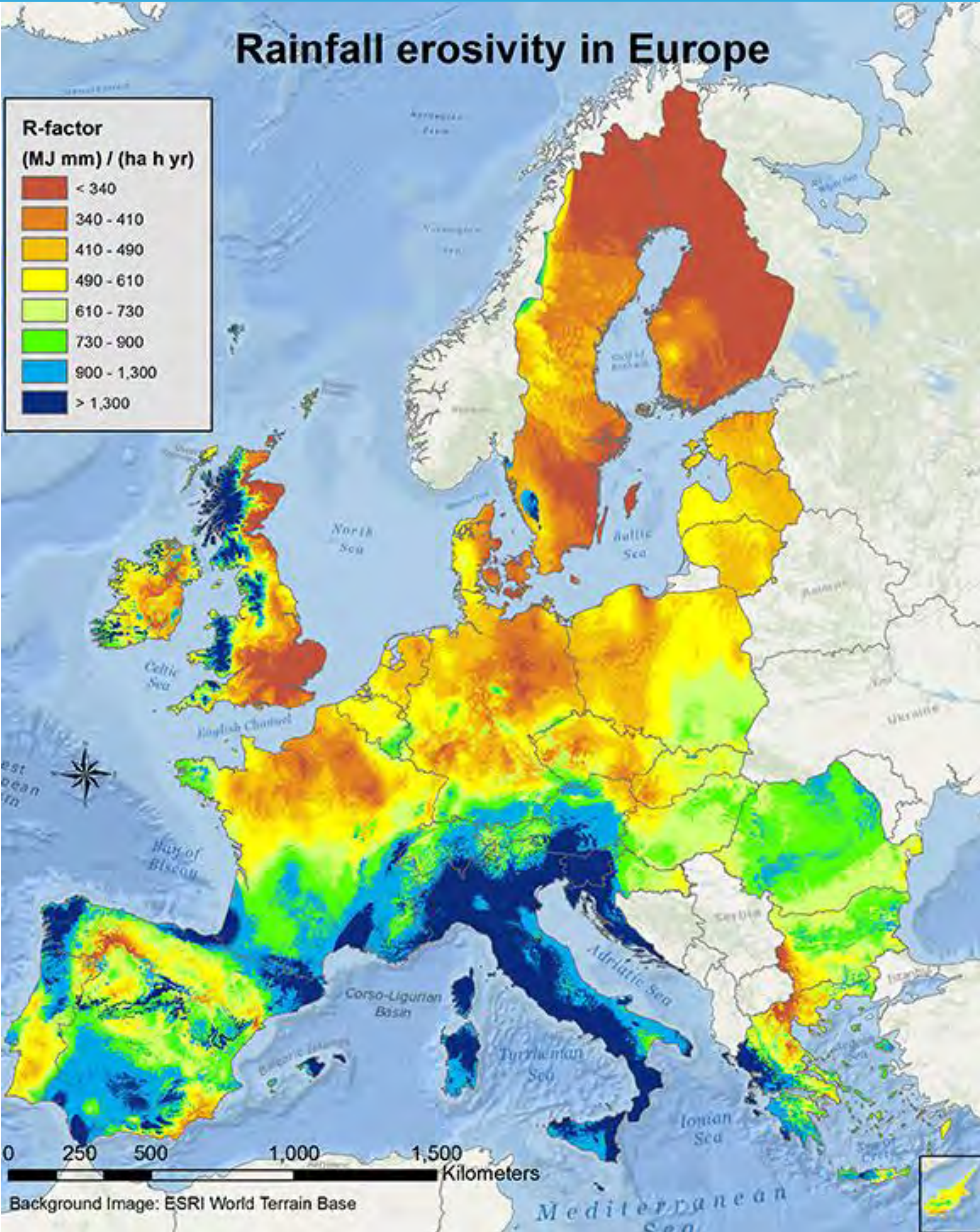 Rainfall erosivity in Europe
R-factor
(MJ mm) / (ha h yr)
< 340
340 - 410
410 - 490
490 - 610
610 - 730
730 - 900
900 - 1,300
> 1,300
North
Sea
Baltic
Sea
Celtic
Sea
English Channel
Ukraine
Bay of
Biscay
Serbia
Adriatic Sea
Corso-Ligurian
Basin
Tyrrhenian
Sea
Ionian
Sea
Mediterranean
Sea
0 250 500 1,000 1,500
Kilometers
Background Image: ESRI World Terrain Base